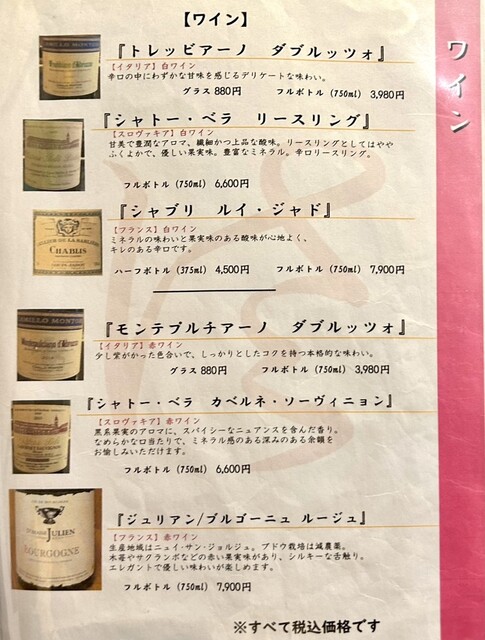 【ワイン】
ワイン
『トレッビアーノ　ダブルッツォ』
【イタリア】白ワイン
辛口の中にわずかな甘味を感じるデリケートな味わい。
グラス 880円　フルボトル (750ml) 3,980円
『シャトー・ベラ　リースリング』
【スロヴァキア】白ワイン
甘美で豊潤なアロマ、繊細かつ上品な酸味。リースリングとしてはやや
ふくよかで、優しい果実味。豊富なミネラル。辛口リースリング。
フルボトル (750ml) 6,600円
『シャブリ　ルイ・ジャド』
【フランス】白ワイン
ミネラルの味わいと果実味のある酸味が心地よく、
キレのある辛口です。
ハーフボトル (375ml) 4,500円　フルボトル (750ml) 7,900円
CHABLIS
『モンテプルチアーノ　ダブルッツォ』
【イタリア】赤ワイン
少し紫がかった色合いで、しっかりとしたコクを持つ本格的な味わい。
グラス 880円　フルボトル (750ml) 3,980円
『シャトー・ベラ　カベルネ・ソーヴィニョン』
【スロヴァキア】赤ワイン
黒系果実のアロマに、スパイシーなニュアンスを含んだ香り。
なめらかな口当たりで、ミネラル感のある深みのある余韻を
お愉しみいただけます。
フルボトル (750ml) 6,600円
『ジュリアン/ブルゴーニュ ルージュ』
【フランス】赤ワイン
生産地域はニュイ・サン・ジョルジュ。ブドウ栽培は減農薬。
木苺やサクランボなどの赤い果実味があり、シルキーな舌触り。
エレガントで優しい味わいが楽しめます。
フルボトル (750ml) 7,900円
JULIEN
BOURGOGNE
※すべて税込価格です